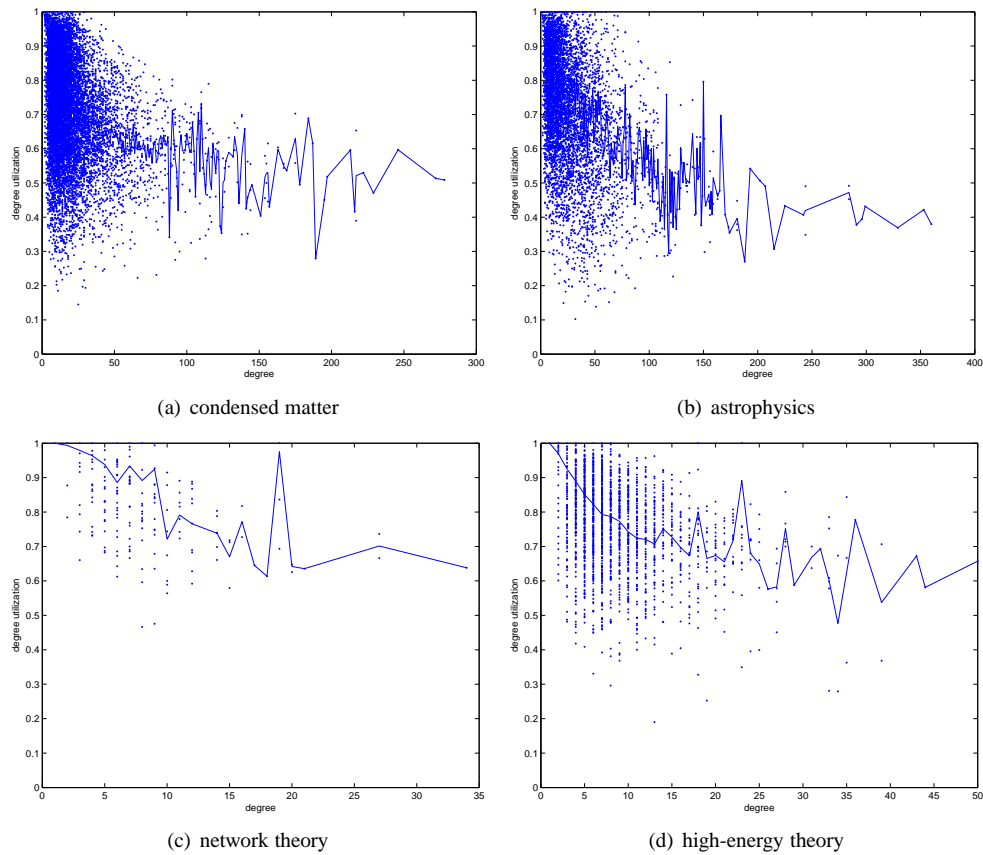 1
0.9
0.8
0.7
0.6
0.5
0.4
0.3
0.2
0.1
0
degree utilization
0 50 100 150 200 250 300
degree
(a) condensed matter
1
0.9
0.8
0.7
0.6
0.5
0.4
0.3
0.2
0.1
0
degree utilization
0 50 100 150 200 250 300 350 400
degree
(b) astrophysics
1
0.9
0.8
0.7
0.6
0.5
0.4
0.3
0.2
0.1
0
degree utilization
0 5 10 15 20 25 30 35
degree
(c) network theory
1
0.9
0.8
0.7
0.6
0.5
0.4
0.3
0.2
0.1
0
degree utilization
0 5 10 15 20 25 30 35 40 45 50
degree
(d) high-energy theory